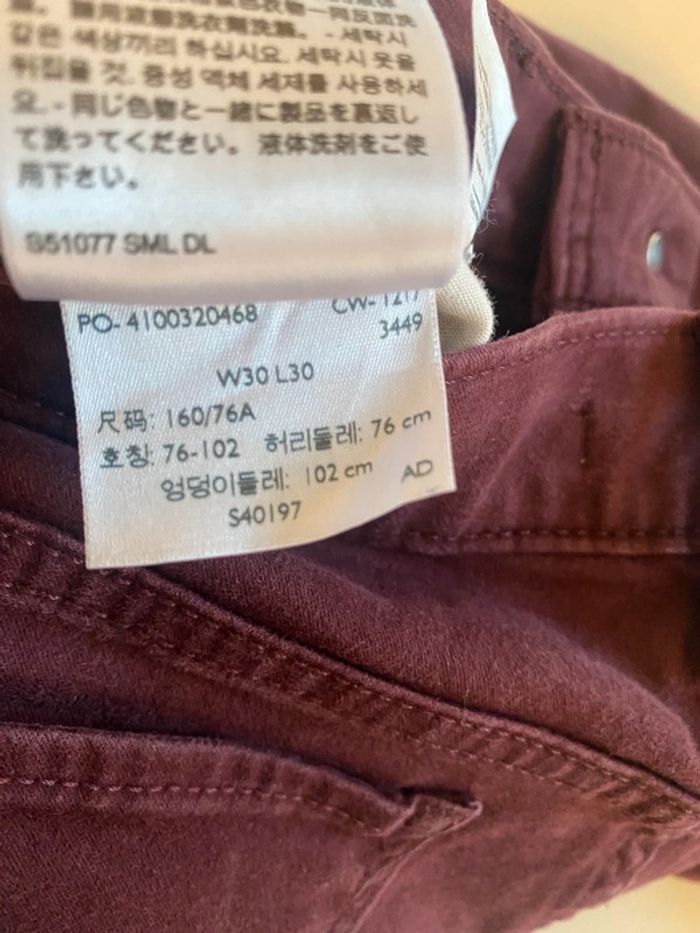 같은 색상끼리 하십시오. 세탁시 옷을
뒤집을 것. 중성 액체 세제를 사용하세
요. - 同じ色物と一緒に製品を裏返し
て洗ってください。 液体洗剤をご使
用下さい。
S51077 SML DL
PO- 4100320468
CW- 1217
3449
W30 L30
尺码: 160/76A
호칭: 76-102 허리둘레: 76 cm
엉덩이둘레: 102 cm AD
S40197